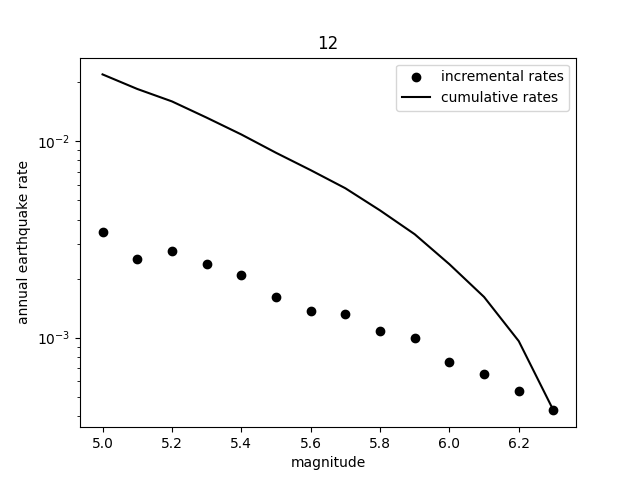 12
incremental rates
cumulative rates
annual earthquake rate
10⁻²
10⁻³
5.0 5.2 5.4 5.6 5.8 6.0 6.2
magnitude